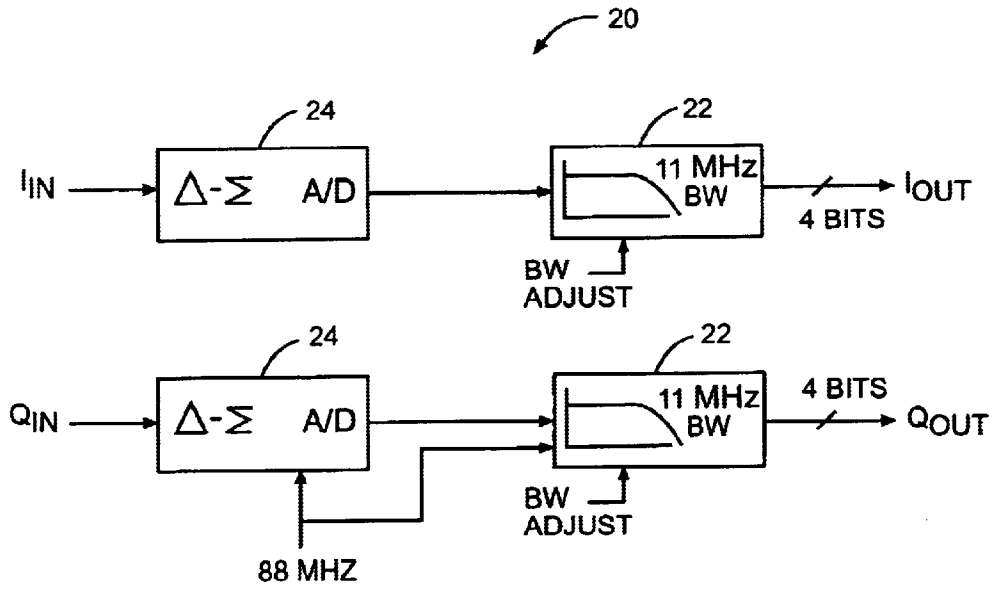 20
24
22
I_IN
Δ-Σ A/D
11 MHz
BW
I_OUT
4 BITS
BW
ADJUST
24
22
Q_IN
Δ-Σ A/D
11 MHz
BW
4 BITS
Q_OUT
BW
ADJUST
88 MHZ